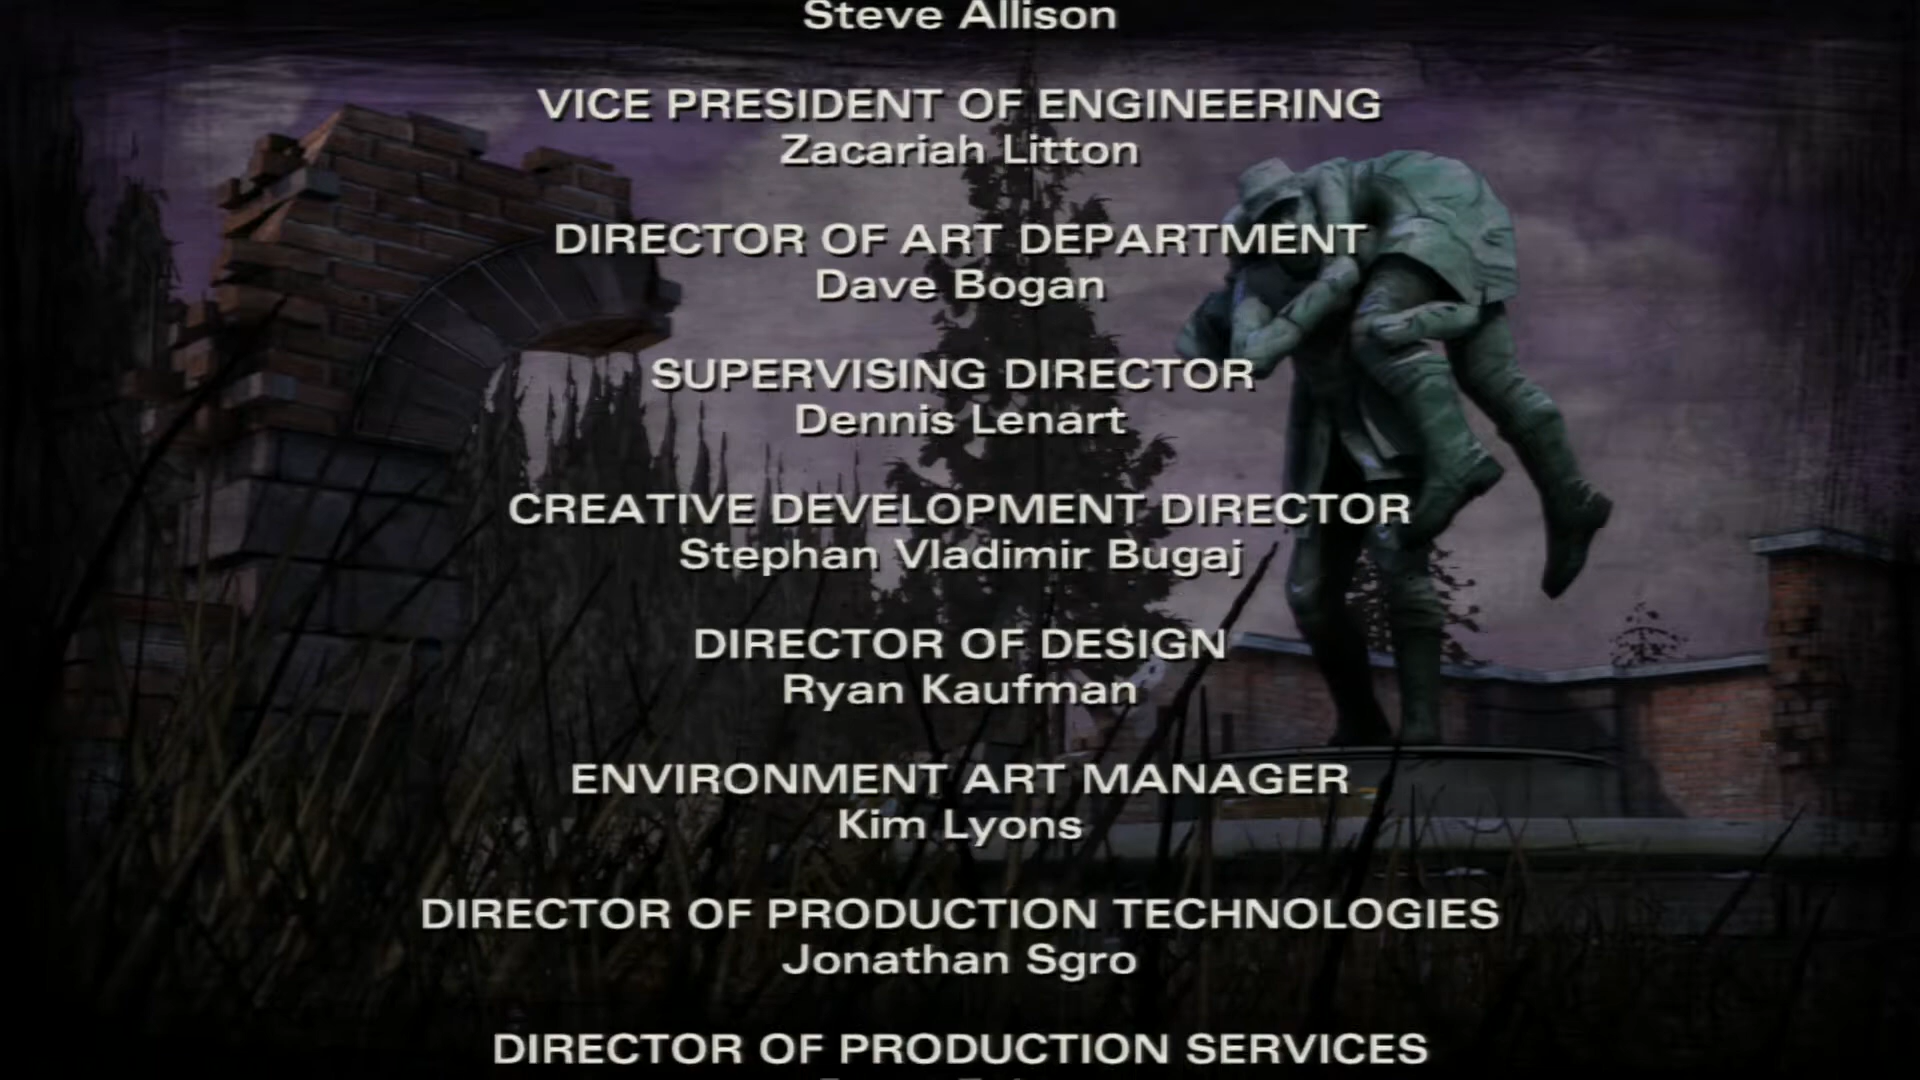 Steve Allison
VICE PRESIDENT OF ENGINEERING
Zacariah Litton
DIRECTOR OF ART DEPARTMENT
Dave Bogan
SUPERVISING DIRECTOR
Dennis Lenart
CREATIVE DEVELOPMENT DIRECTOR
Stephan Vladimir Bugaj
DIRECTOR OF DESIGN
Ryan Kaufman
ENVIRONMENT ART MANAGER
Kim Lyons
DIRECTOR OF PRODUCTION TECHNOLOGIES
Jonathan Sgro
DIRECTOR OF PRODUCTION SERVICES